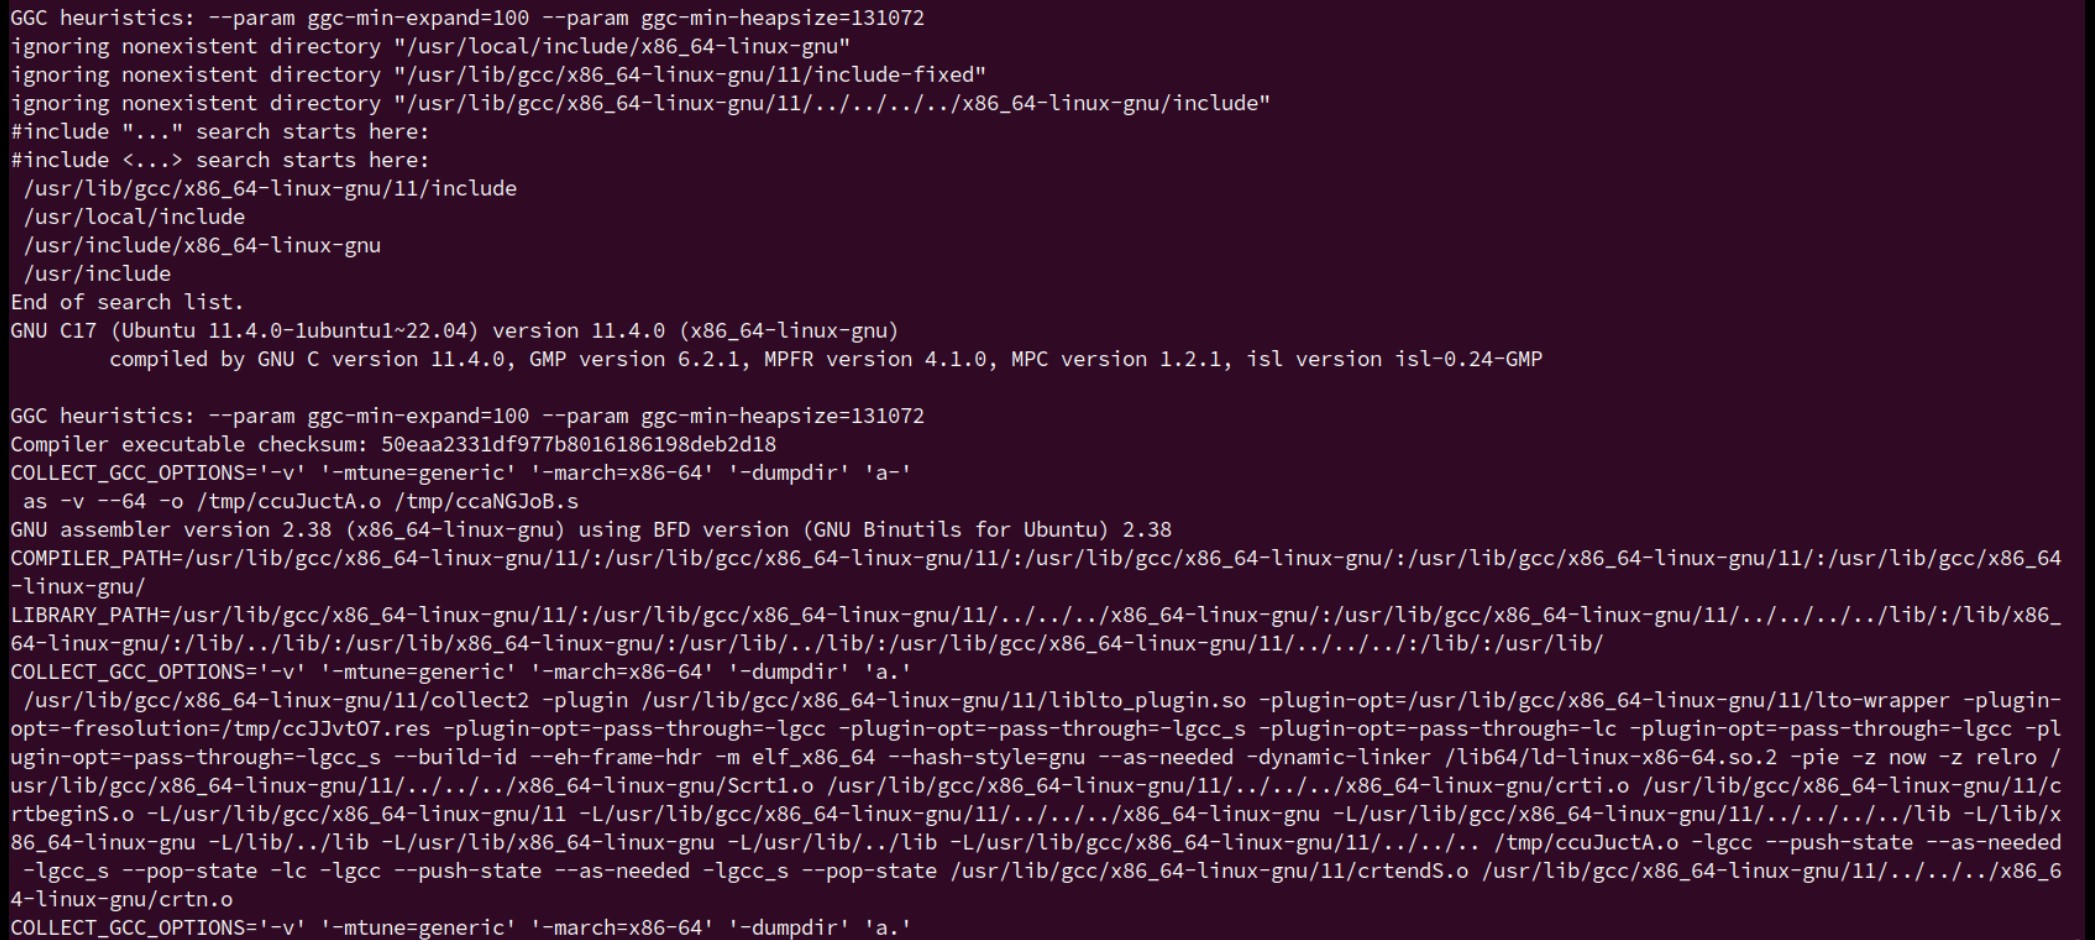 GGC heuristics: --param ggc-min-expand=100 --param ggc-min-heapsize=131072
ignoring nonexistent directory "/usr/local/include/x86_64-linux-gnu"
ignoring nonexistent directory "/usr/lib/gcc/x86_64-linux-gnu/11/include-fixed"
ignoring nonexistent directory "/usr/lib/gcc/x86_64-linux-gnu/11/../../../../x86_64-linux-gnu/include"
#include "..." search starts here:
#include <...> search starts here:
 /usr/lib/gcc/x86_64-linux-gnu/11/include
 /usr/local/include
 /usr/include/x86_64-linux-gnu
 /usr/include
End of search list.
GNU C17 (Ubuntu 11.4.0-1ubuntu1~22.04) version 11.4.0 (x86_64-linux-gnu)
        compiled by GNU C version 11.4.0, GMP version 6.2.1, MPFR version 4.1.0, MPC version 1.2.1, isl version isl-0.24-GMP

GGC heuristics: --param ggc-min-expand=100 --param ggc-min-heapsize=131072
Compiler executable checksum: 50eaa2331df977b8016186198deb2d18
COLLECT_GCC_OPTIONS='-v' '-mtune=generic' '-march=x86-64' '-dumpdir' 'a-'
 as -v --64 -o /tmp/ccuJuctA.o /tmp/ccaNGJoB.s
GNU assembler version 2.38 (x86_64-linux-gnu) using BFD version (GNU Binutils for Ubuntu) 2.38
COMPILER_PATH=/usr/lib/gcc/x86_64-linux-gnu/11/:/usr/lib/gcc/x86_64-linux-gnu/11/:/usr/lib/gcc/x86_64-linux-gnu/:/usr/lib/gcc/x86_64-linux-gnu/11/:/usr/lib/gcc/x86_64
-linux-gnu/
LIBRARY_PATH=/usr/lib/gcc/x86_64-linux-gnu/11/:/usr/lib/gcc/x86_64-linux-gnu/11/../../../x86_64-linux-gnu/:/usr/lib/gcc/x86_64-linux-gnu/11/../../../../lib/:/lib/x86_
64-linux-gnu/:/lib/../lib/:/usr/lib/x86_64-linux-gnu/:/usr/lib/../lib/:/usr/lib/gcc/x86_64-linux-gnu/11/../../../:/lib/:/usr/lib/
COLLECT_GCC_OPTIONS='-v' '-mtune=generic' '-march=x86-64' '-dumpdir' 'a.'
 /usr/lib/gcc/x86_64-linux-gnu/11/collect2 -plugin /usr/lib/gcc/x86_64-linux-gnu/11/liblto_plugin.so -plugin-opt=/usr/lib/gcc/x86_64-linux-gnu/11/lto-wrapper -plugin-
opt=-fresolution=/tmp/ccJJvtO7.res -plugin-opt=-pass-through=-lgcc -plugin-opt=-pass-through=-lgcc_s -plugin-opt=-pass-through=-lc -plugin-opt=-pass-through=-lgcc -pl
ugin-opt=-pass-through=-lgcc_s --build-id --eh-frame-hdr -m elf_x86_64 --hash-style=gnu --as-needed -dynamic-linker /lib64/ld-linux-x86-64.so.2 -pie -z now -z relro /
usr/lib/gcc/x86_64-linux-gnu/11/../../../x86_64-linux-gnu/Scrt1.o /usr/lib/gcc/x86_64-linux-gnu/11/../../../x86_64-linux-gnu/crti.o /usr/lib/gcc/x86_64-linux-gnu/11/c
rtbeginS.o -L/usr/lib/gcc/x86_64-linux-gnu/11 -L/usr/lib/gcc/x86_64-linux-gnu/11/../../../x86_64-linux-gnu -L/usr/lib/gcc/x86_64-linux-gnu/11/../../../../lib -L/lib/x
86_64-linux-gnu -L/lib/../lib -L/usr/lib/x86_64-linux-gnu -L/usr/lib/../lib -L/usr/lib/gcc/x86_64-linux-gnu/11/../../.. /tmp/ccuJuctA.o -lgcc --push-state --as-needed
 -lgcc_s --pop-state -lc -lgcc --push-state --as-needed -lgcc_s --pop-state /usr/lib/gcc/x86_64-linux-gnu/11/crtendS.o /usr/lib/gcc/x86_64-linux-gnu/11/../../../x86_6
4-linux-gnu/crtn.o
COLLECT_GCC_OPTIONS='-v' '-mtune=generic' '-march=x86-64' '-dumpdir' 'a.'